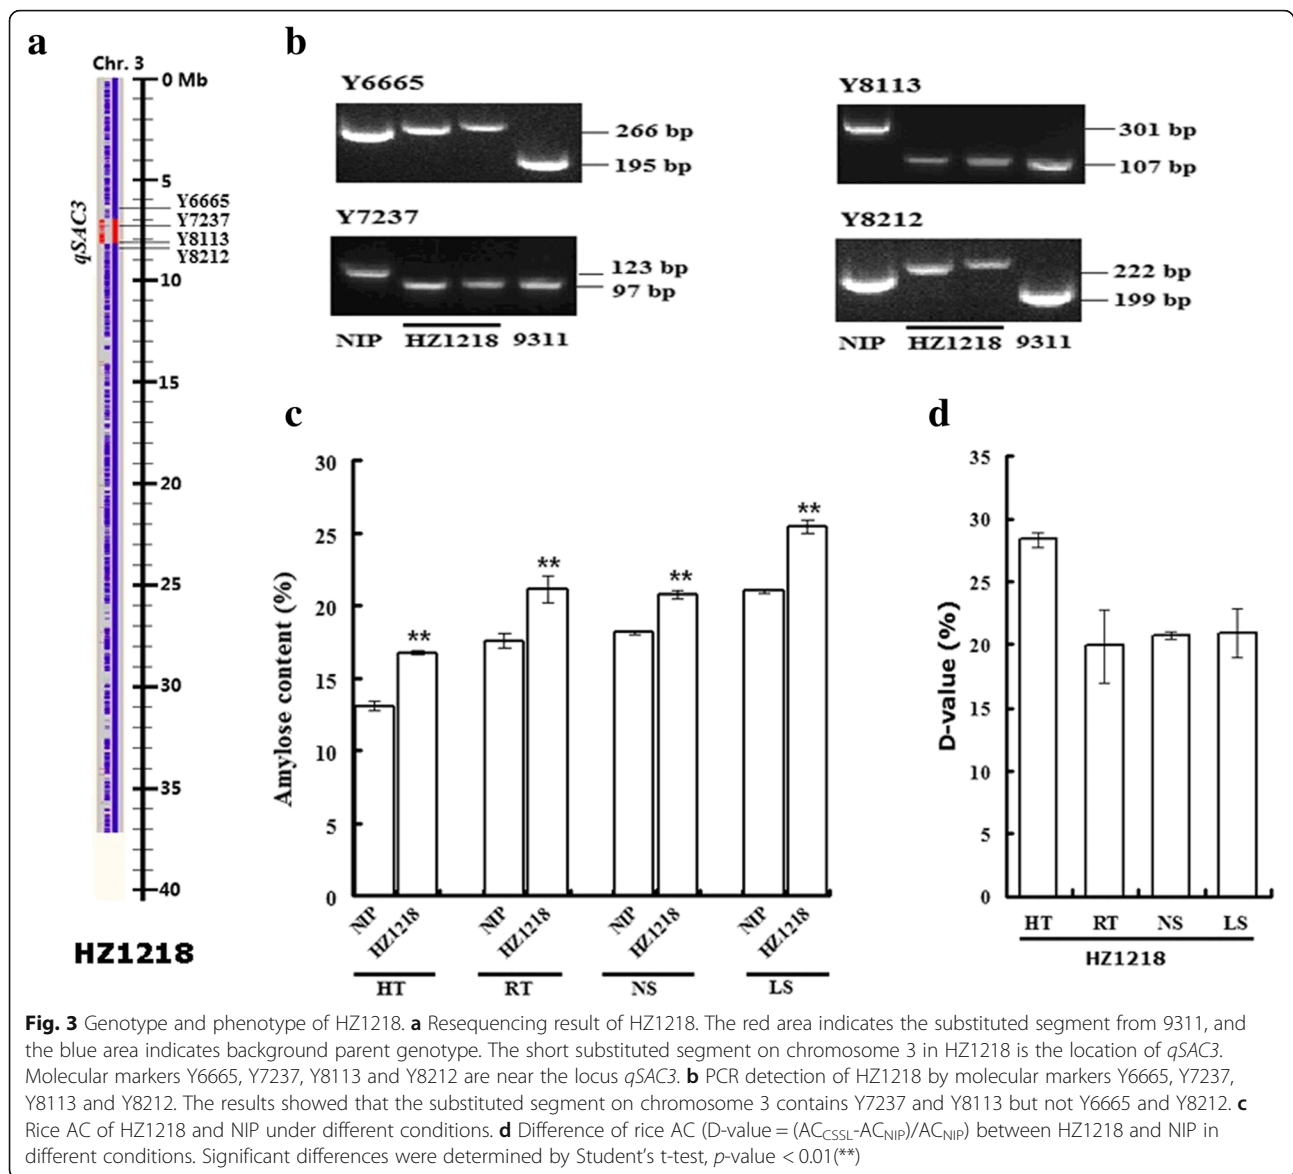 a
Chr. 3
0 Mb
5
Y6665
Y7237
Y8113
Y8212
qSAC3
10
15
20
25
30
35
40
HZ1218
b
Y6665
266 bp
195 bp
Y8113
301 bp
107 bp
Y7237
123 bp
97 bp
NIP HZ1218 9311
Y8212
222 bp
199 bp
NIP HZ1218 9311
c
Amylose content (%)
30
25
20
15
10
5
0
** ** ** **
NIP HZ1218 NIP HZ1218 NIP HZ1218 NIP HZ1218
HT RT NS LS
d
D-value (%)
35
30
25
20
15
10
5
0
HT RT NS LS
HZ1218
Fig. 3 Genotype and phenotype of HZ1218. a Resequencing result of HZ1218. The red area indicates the substituted segment from 9311, and
the blue area indicates background parent genotype. The short substituted segment on chromosome 3 in HZ1218 is the location of qSAC3.
Molecular markers Y6665, Y7237, Y8113 and Y8212 are near the locus qSAC3. b PCR detection of HZ1218 by molecular markers Y6665, Y7237,
Y8113 and Y8212. The results showed that the substituted segment on chromosome 3 contains Y7237 and Y8113 but not Y6665 and Y8212. c
Rice AC of HZ1218 and NIP under different conditions. d Difference of rice AC (D-value = (ACCSSL-ACNIP)/ACNIP) between HZ1218 and NIP in
different conditions. Significant differences were determined by Student's t-test, p-value < 0.01(**)